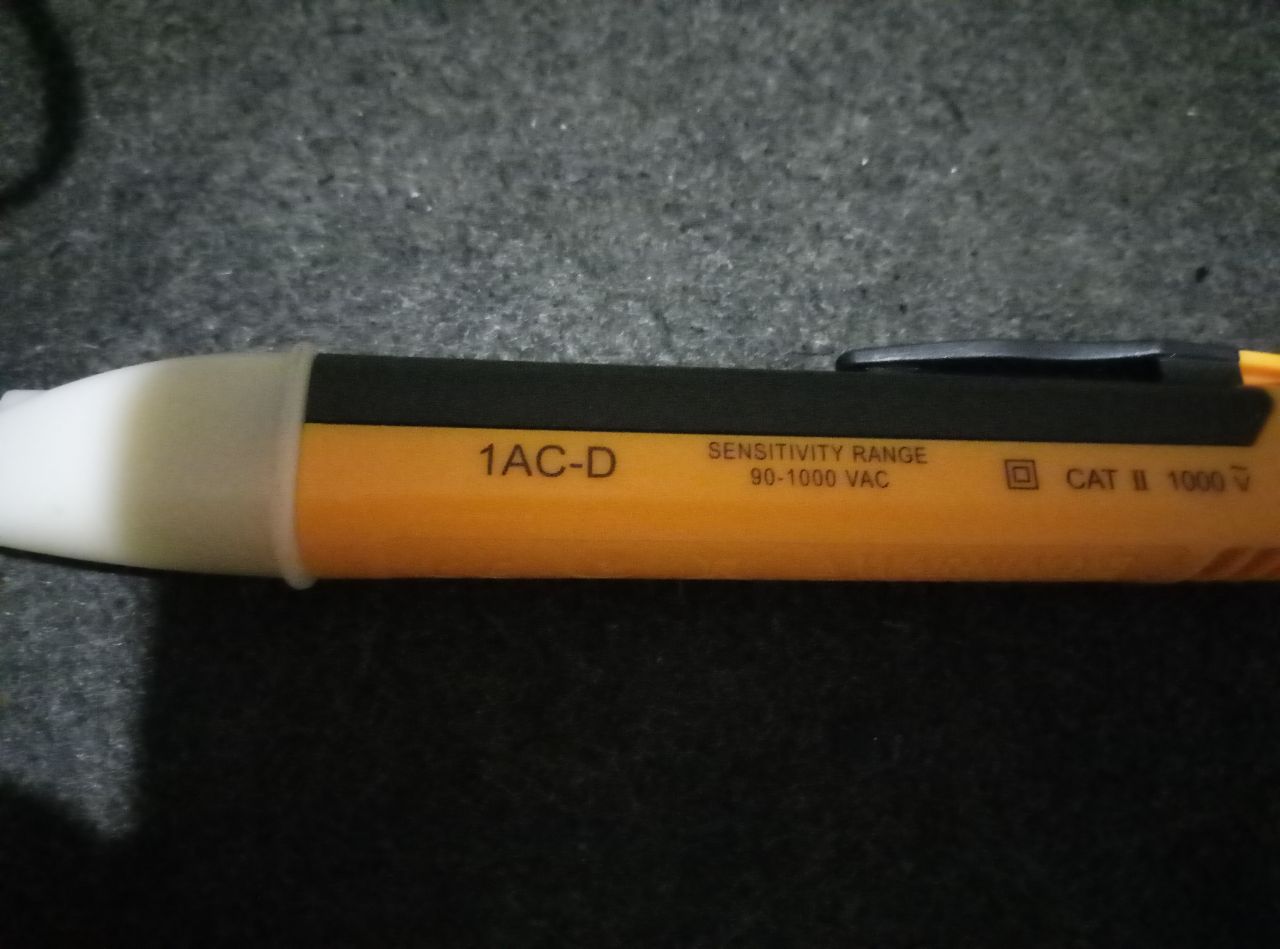 1AC-D
SENSITIVITY RANGE
90-1000 VAC
CAT II 1000 V